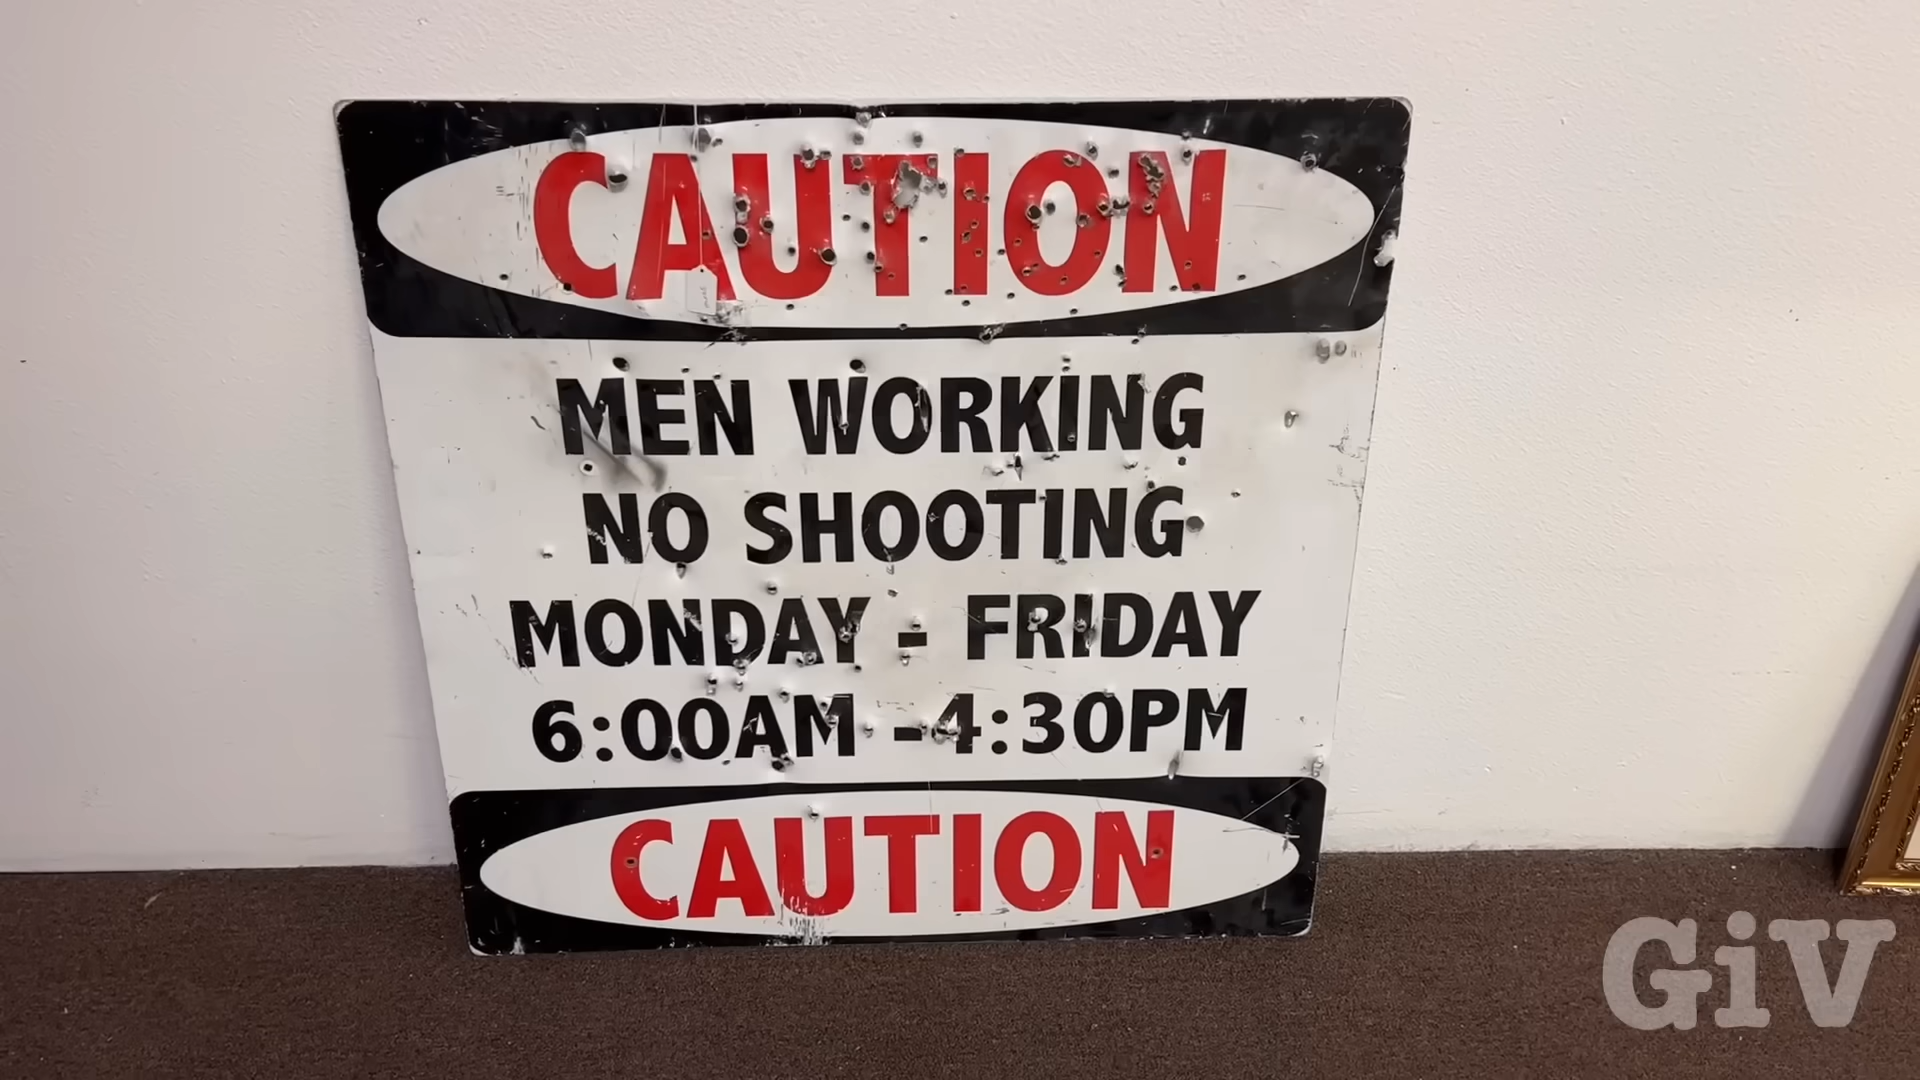 CAUTION
MEN WORKING
NO SHOOTING
MONDAY - FRIDAY
6:00AM - 4:30PM
CAUTION
GiV